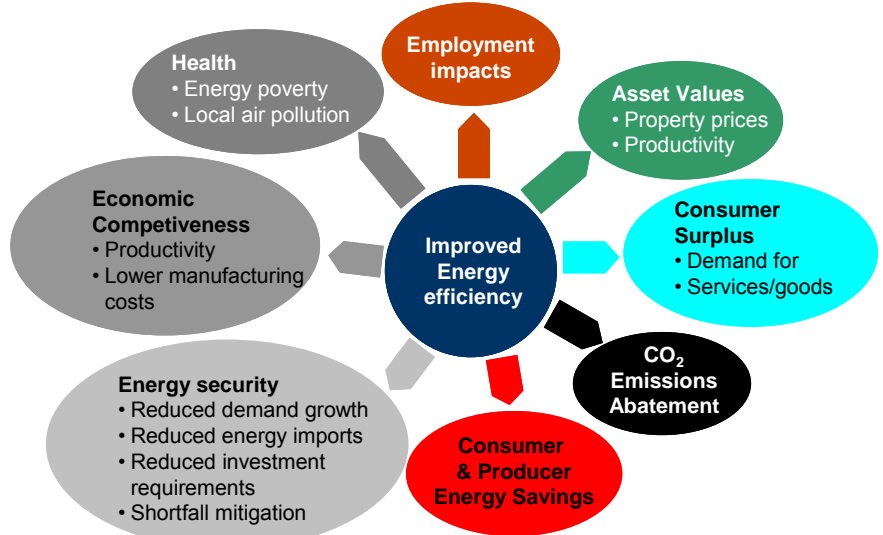 Employment
impacts
Health
• Energy poverty
• Local air pollution
Asset Values
• Property prices
• Productivity
Economic
Competiveness
• Productivity
• Lower manufacturing
costs
Improved
Energy
efficiency
Consumer
Surplus
• Demand for
• Services/goods
CO₂
Emissions
Abatement
Energy security
• Reduced demand growth
• Reduced energy imports
• Reduced investment
requirements
• Shortfall mitigation
Consumer
& Producer
Energy Savings